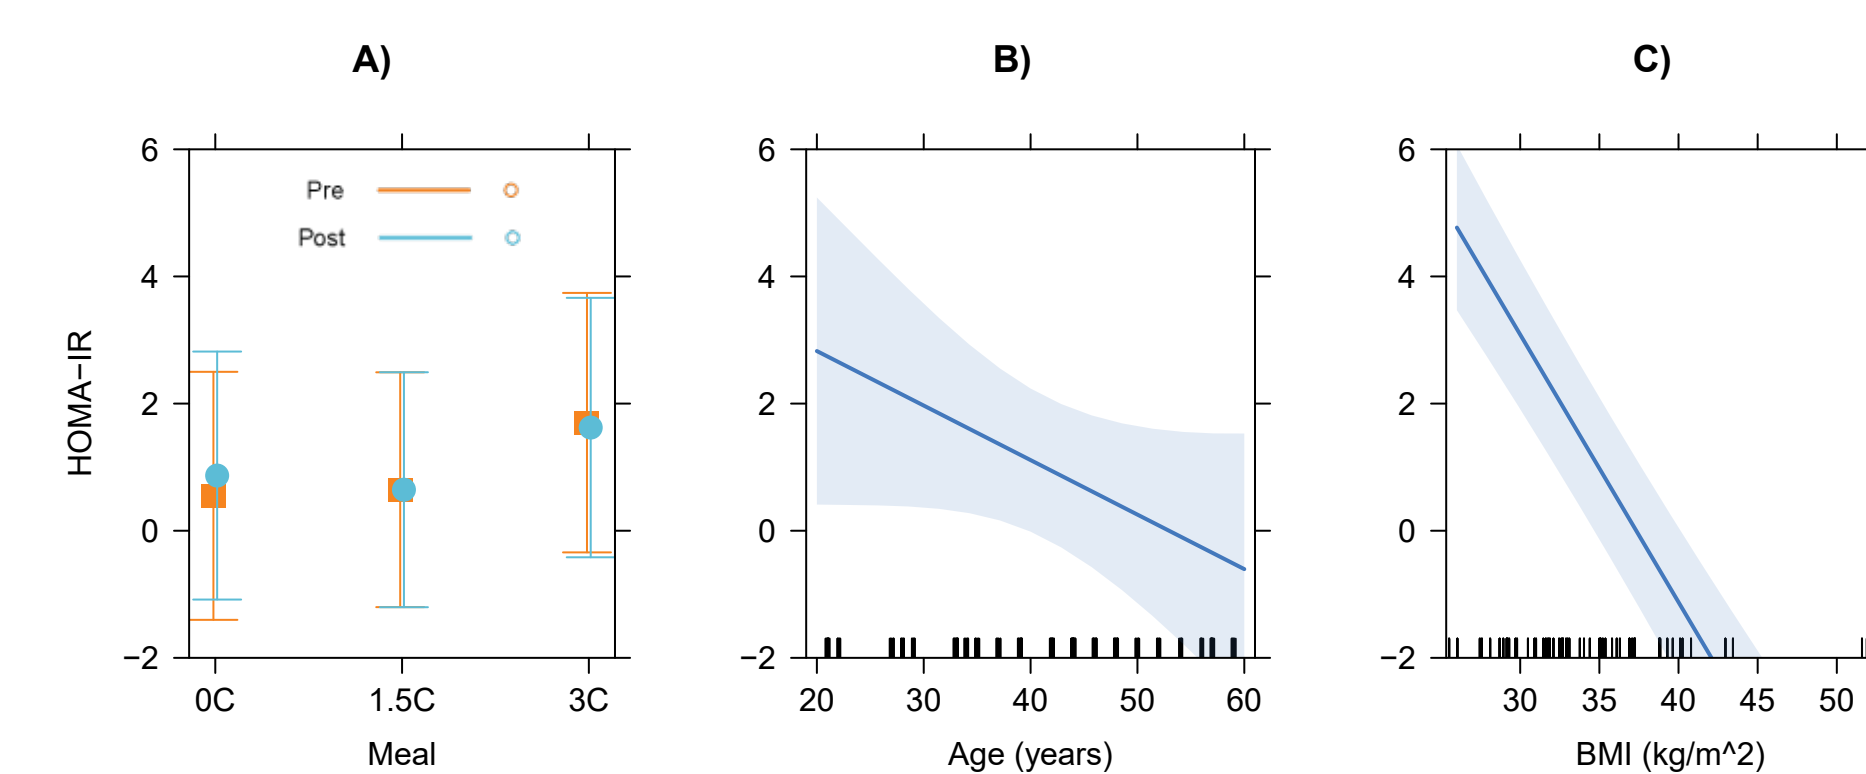 A)
B)
C)
HOMA−IR
6
4
2
0
−2
Pre
Post
0C 1.5C 3C
Meal
6
4
2
0
−2
20 30 40 50 60
Age (years)
6
4
2
0
−2
30 35 40 45 50
BMI (kg/m^2)